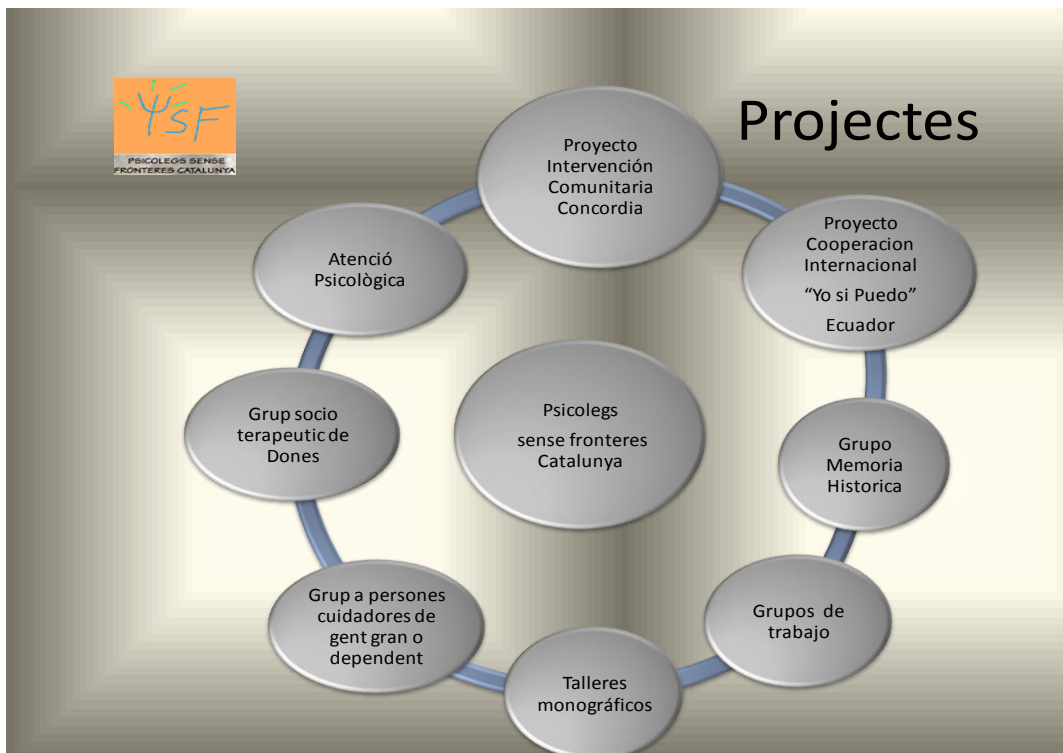 ΨSF
PSICOLEGS SENSE
FRONTERES CATALUNYA
Projectes
Proyecto
Intervención
Comunitaria
Concordia
Proyecto
Cooperacion
Internacional
“Yo si Puedo”
Ecuador
Grupo
Memoria
Historica
Grupos de
trabajo
Talleres
monográficos
Grup a persones
cuidadores de
gent gran o
dependent
Grup socio
terapeutic de
Dones
Atenció
Psicològica
Psicolegs
sense fronteres
Catalunya